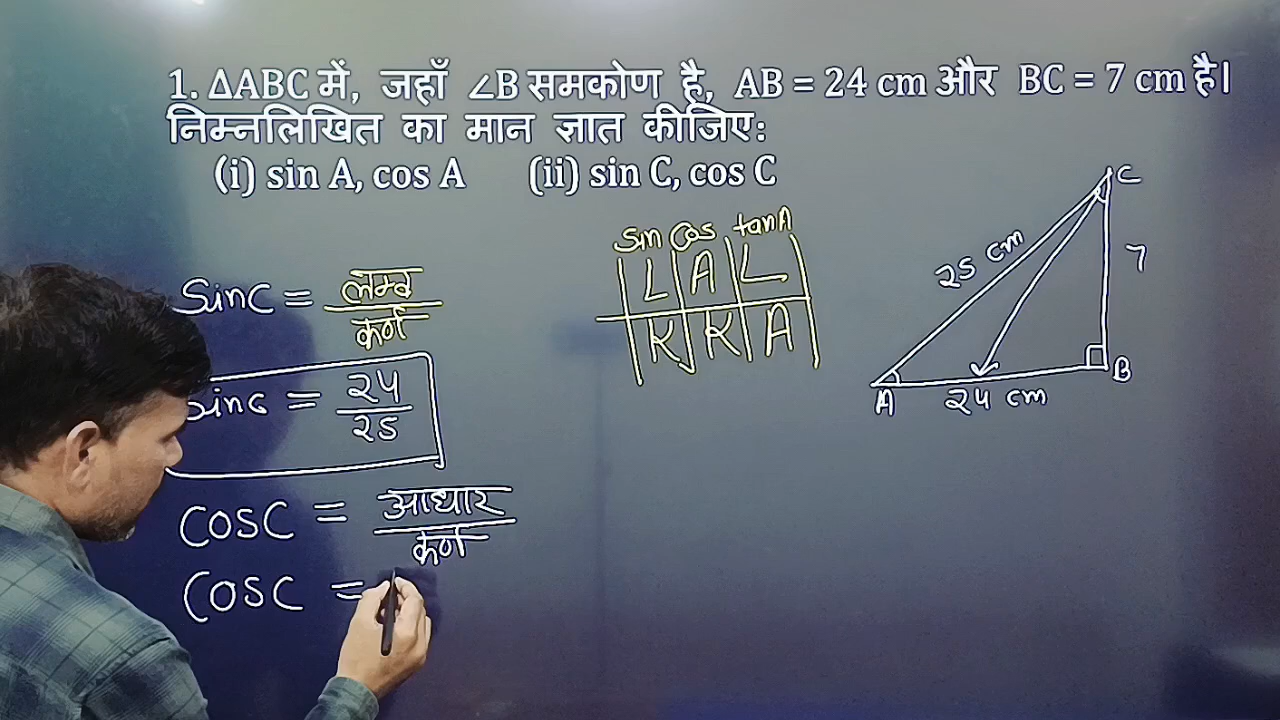 1. ΔABC में, जहाँ ∠B समकोण है, AB = 24 cm और BC = 7 cm है।
निम्नलिखित का मान ज्ञात कीजिए:
(i) sin A, cos A (ii) sin C, cos C
sin cos tanA
L A L
K K A
SinC = लम्ब / कर्ण
sinc = 24 / 25
COSC = आधार / कर्ण
COSC =
C
25 cm
7
A
24 cm
B